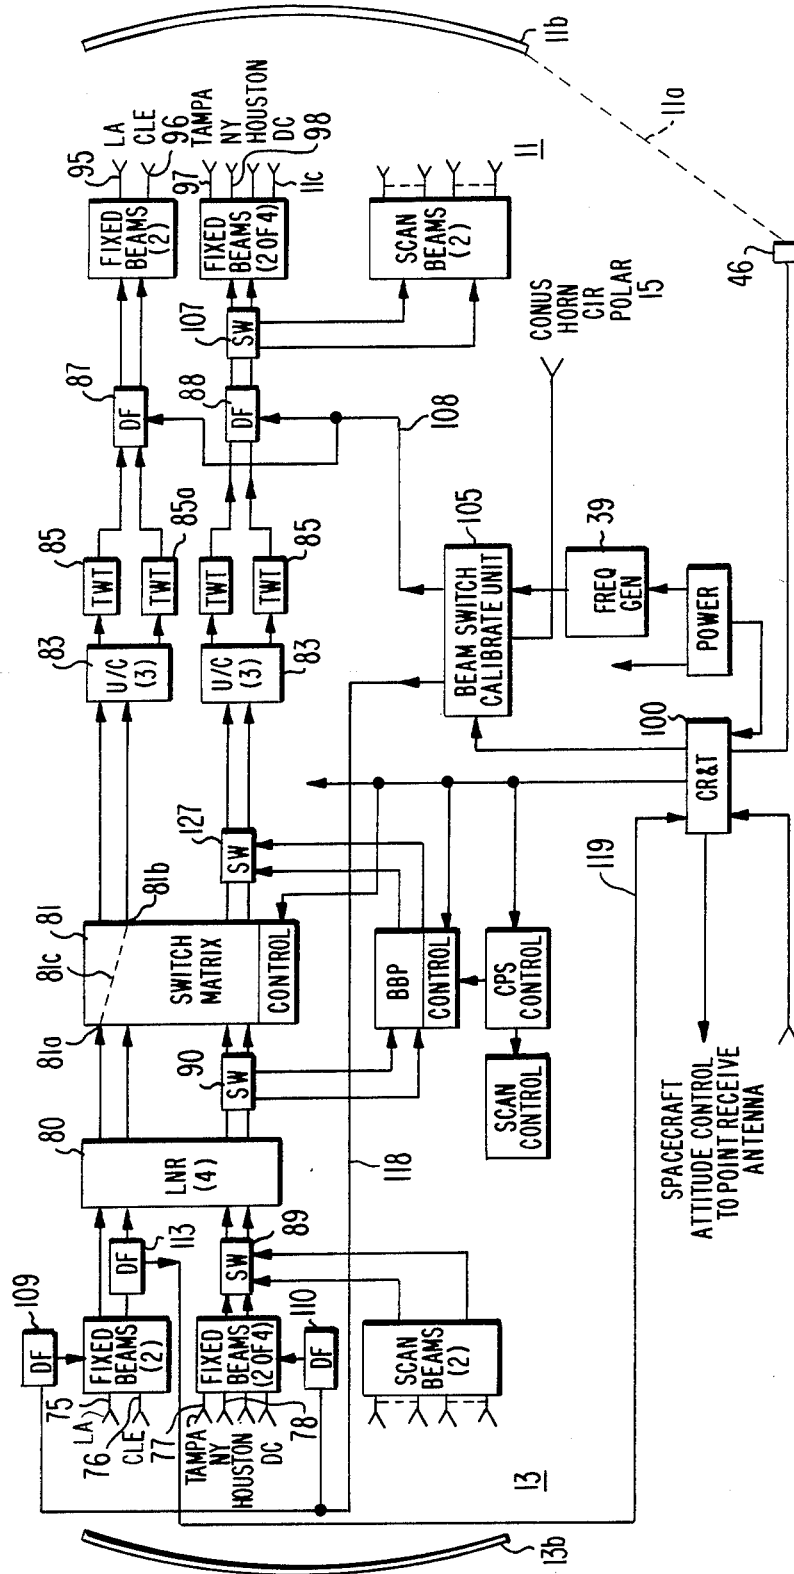 11b
11a
46
95
LA
CLE
96
FIXED
BEAMS
(2)
97
TAMPA
NY
HOUSTON
DC
98
11c
FIXED
BEAMS
(2 OF 4)
SCAN
BEAMS
(2)
11
87
DF
88
DF
107
SW
CONUS
HORN
CIR
POLAR
15
108
85
TWT
85a
TWT
TWT
85
TWT
83
U/C
(3)
U/C
(3)
83
105
BEAM SWITCH
CALIBRATE UNIT
39
FREQ
GEN
POWER
100
CR&T
127
SW
81
81a
81b
81c
SWITCH
MATRIX
CONTROL
BBP
CONTROL
CPS
CONTROL
SCAN
CONTROL
119
90
SW
80
LNR
(4)
118
SPACECRAFT
ATTITUDE CONTROL
TO POINT RECEIVE
ANTENNA
113
DF
89
SW
109
DF
FIXED
BEAMS
(2)
110
DF
FIXED
BEAMS
(2 OF 4)
SCAN
BEAMS
(2)
75
LA
76
CLE
77
TAMPA
NY
HOUSTON
DC
78
13
13b